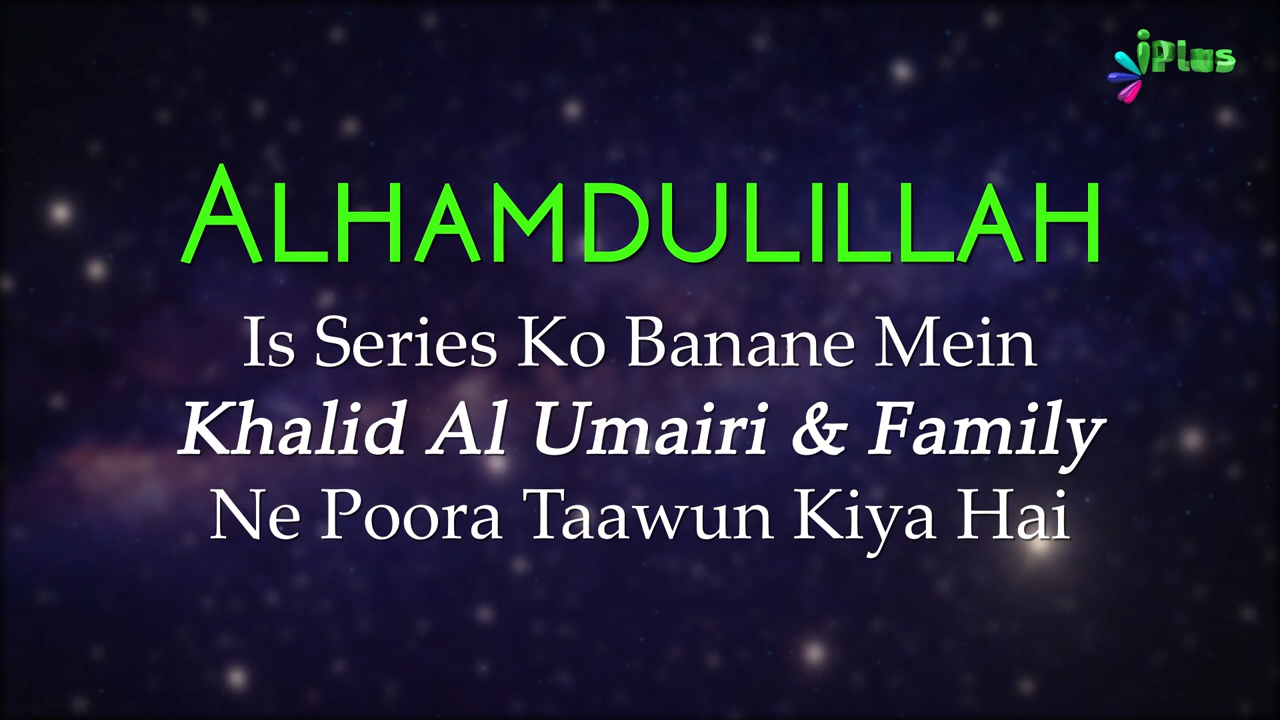 iPlus
ALHAMDULILLAH
Is Series Ko Banane Mein
Khalid Al Umairi & Family
Ne Poora Taawun Kiya Hai